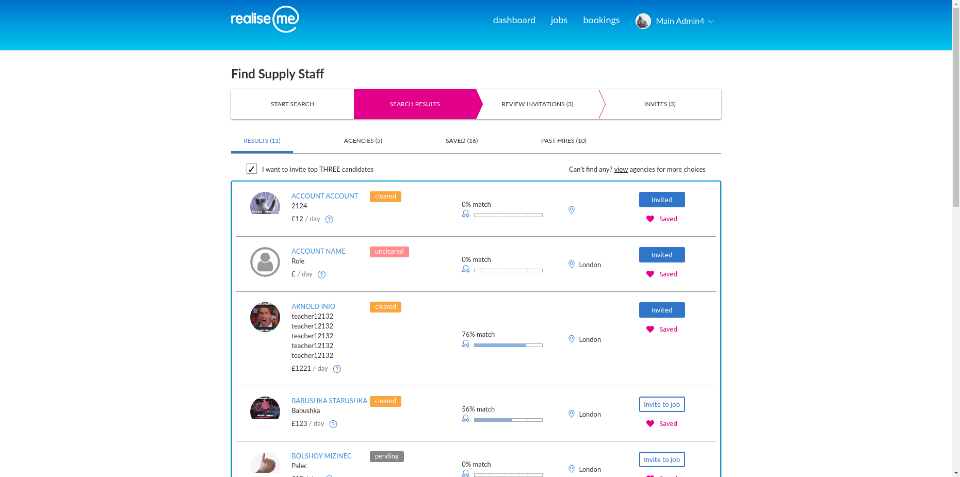 realise me
dashboard jobs bookings Main Admin4
Find Supply Staff
START SEARCH SEARCH RESULTS REVIEW INVITATIONS (3) INVITES (3)
RESULTS (11) AGENCIES (5) SAVED (16) PAST HIRES (10)
I want to invite top THREE candidates Can't find any? view agencies for more choices
ACCOUNT ACCOUNT cleared Invited
2124 0% match
£12 / day ? Saved
ACCOUNT NAME uncleared Invited
Role 0% match London
£ / day ? Saved
ARNOLD INIO cleared Invited
teacher12132
teacher12132 Saved
teacher12132 76% match
teacher12132 London
teacher12132
£1221 / day ?
BABUSHKA STARUSHKA cleared Invite to job
Babushka 56% match London
£123 / day ? Saved
BOLSHOY MIZINEC pending Invite to job
Palec 0% match London